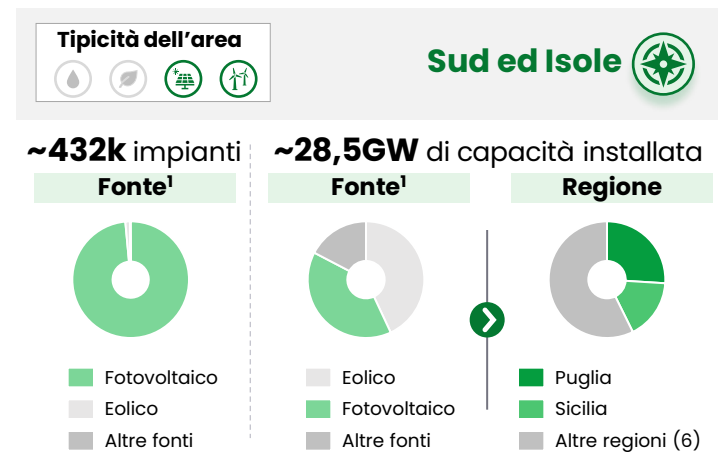 Tipicità dell’area
Sud ed Isole
~432k impianti
~28,5GW di capacità installata
Fonte¹
Fonte¹
Regione
Fotovoltaico
Eolico
Altre fonti
Eolico
Fotovoltaico
Altre fonti
Puglia
Sicilia
Altre regioni (6)